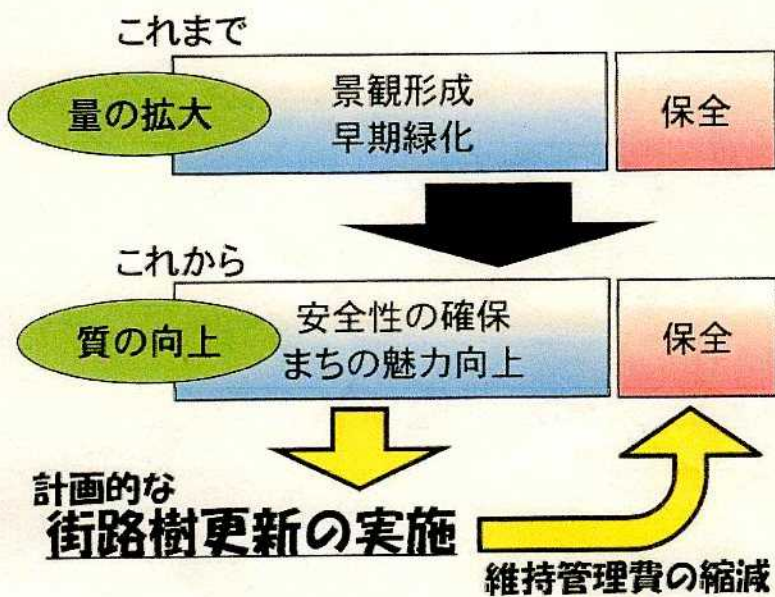 これまで
量の拡大
景観形成
早期緑化
保全
これから
質の向上
安全性の確保
まちの魅力向上
保全
計画的な
街路樹更新の実施
維持管理費の縮減